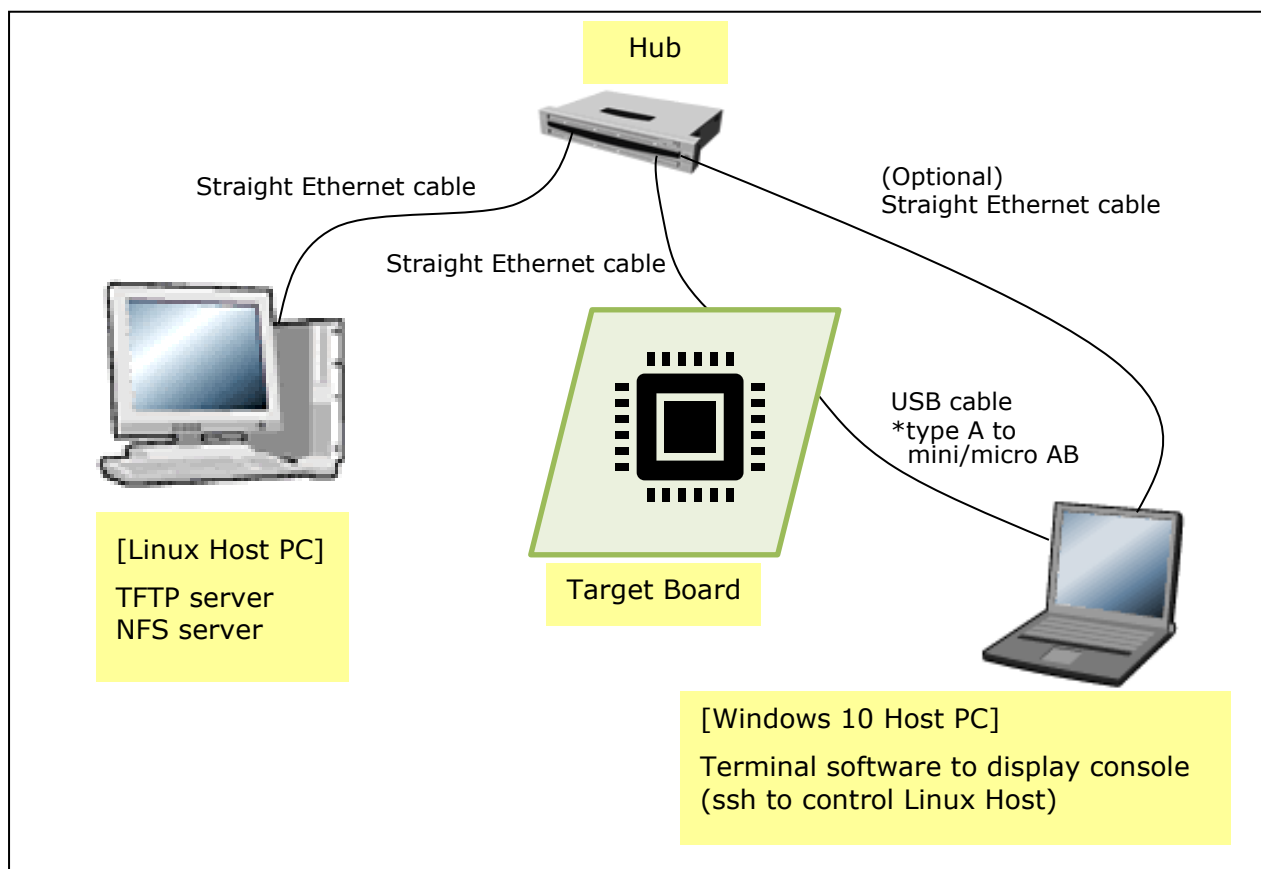 Hub
Straight Ethernet cable
(Optional)
Straight Ethernet cable
Straight Ethernet cable
USB cable
*type A to
mini/micro AB
[Linux Host PC]
TFTP server
NFS server
Target Board
[Windows 10 Host PC]
Terminal software to display console
(ssh to control Linux Host)